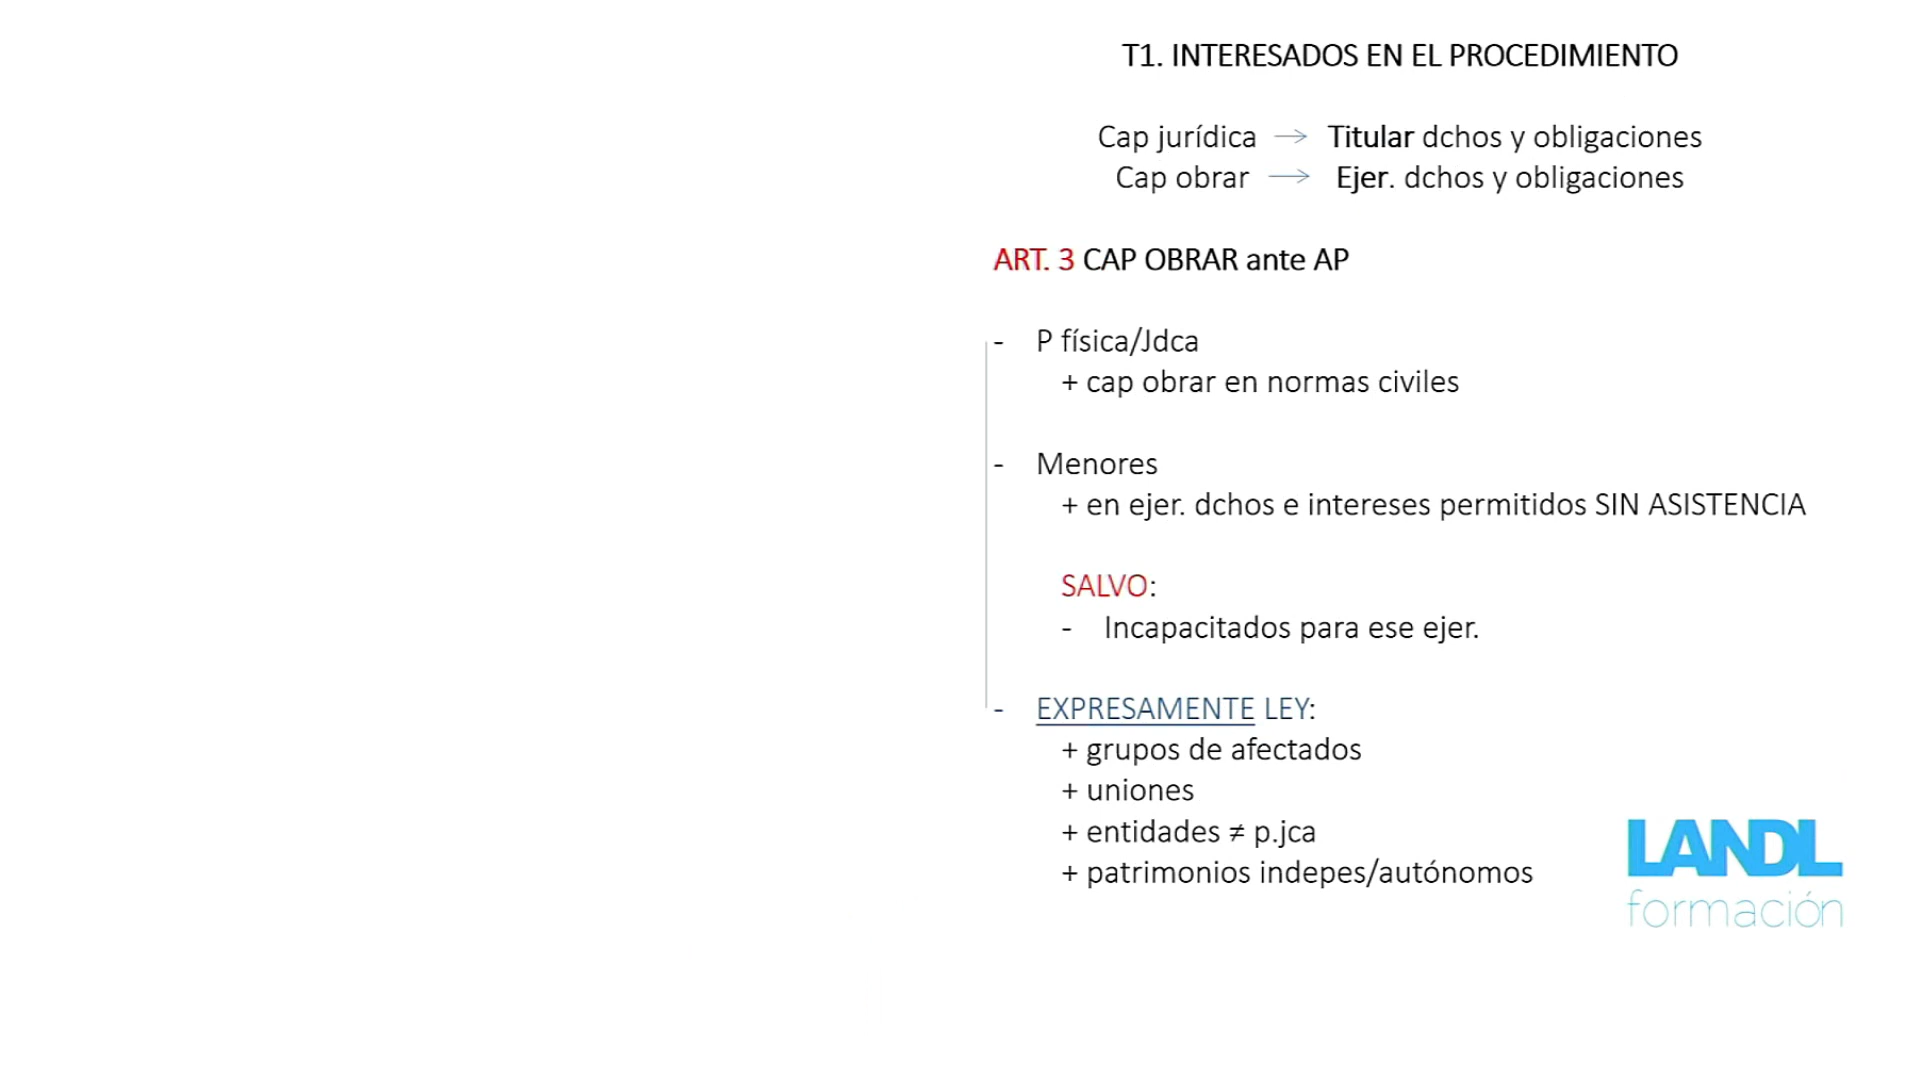 T1. INTERESADOS EN EL PROCEDIMIENTO
Cap jurídica → Titular dchos y obligaciones
Cap obrar → Ejer. dchos y obligaciones
ART. 3 CAP OBRAR ante AP
- P física/Jdca
+ cap obrar en normas civiles
- Menores
+ en ejer. dchos e intereses permitidos SIN ASISTENCIA
SALVO:
- Incapacitados para ese ejer.
- EXPRESAMENTE LEY:
+ grupos de afectados
+ uniones
+ entidades ≠ p.jca
+ patrimonios indepes/autónomos
LANDL
formación